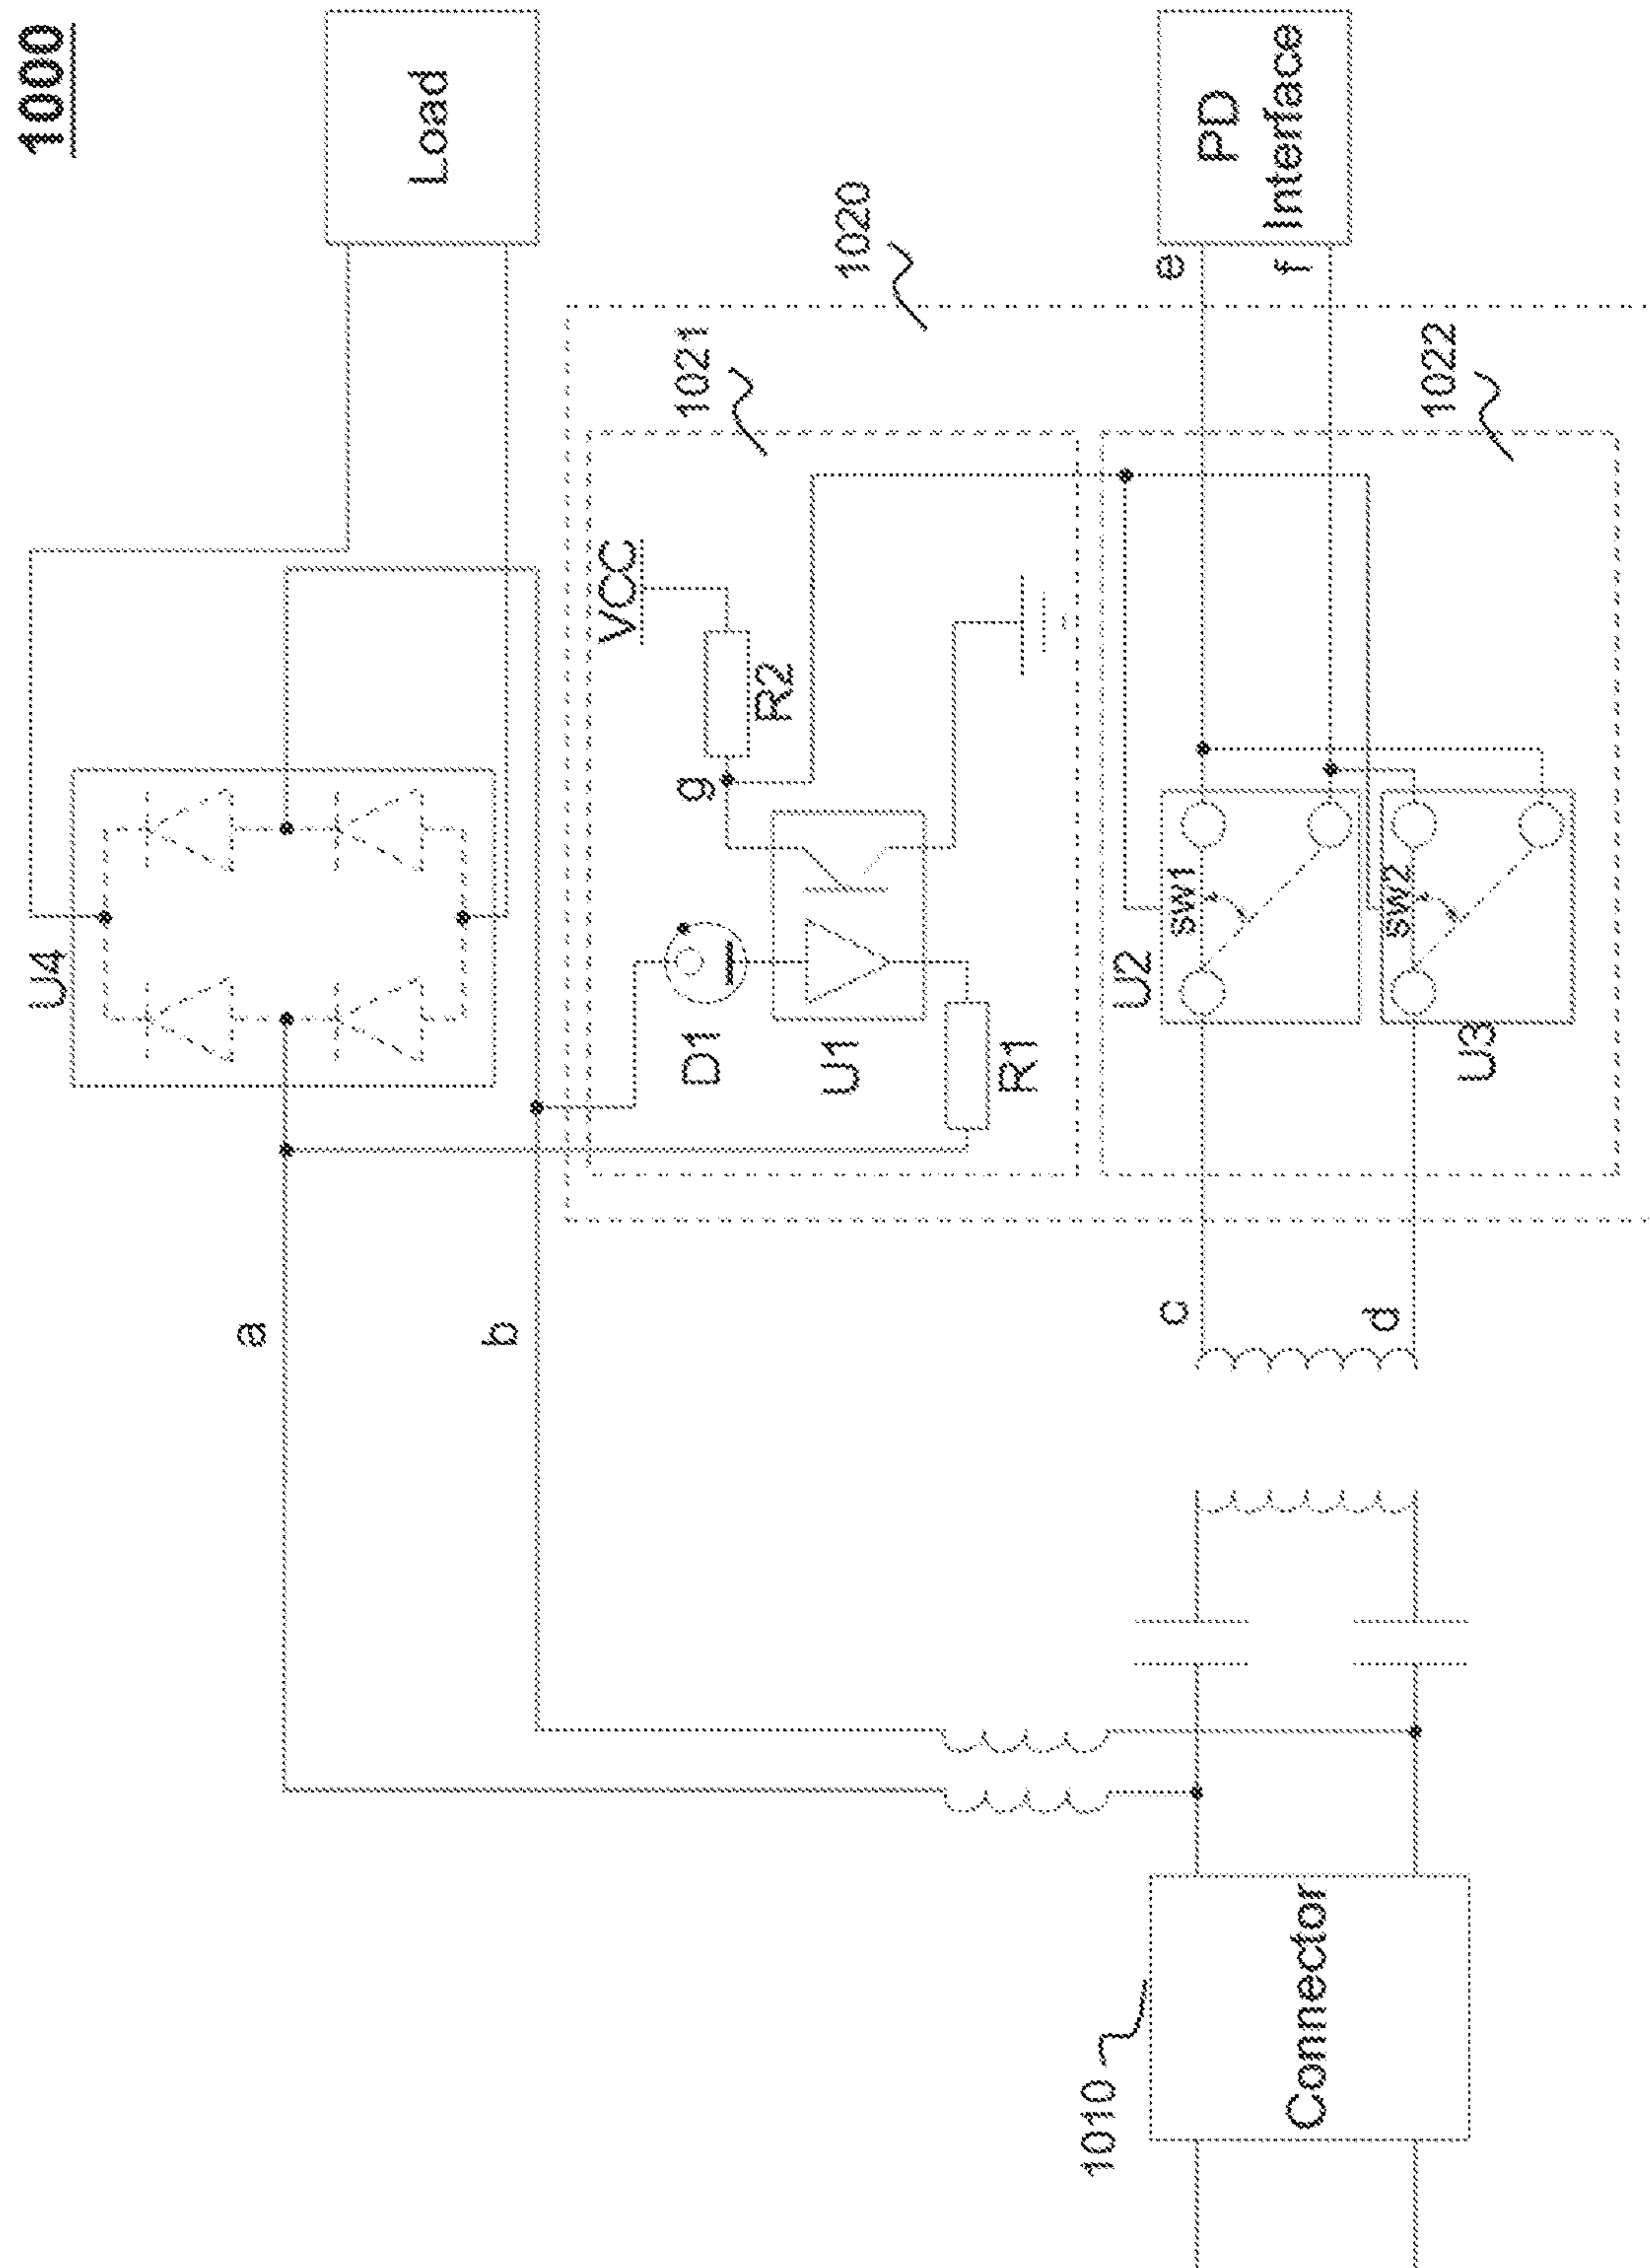 1000
Load
PD
Interface
e
f
1020
1021
1022
VCC
R2
g
U4
D1
U1
R1
sw1
U2
sw2
U3
a
b
c
d
1010
Connector